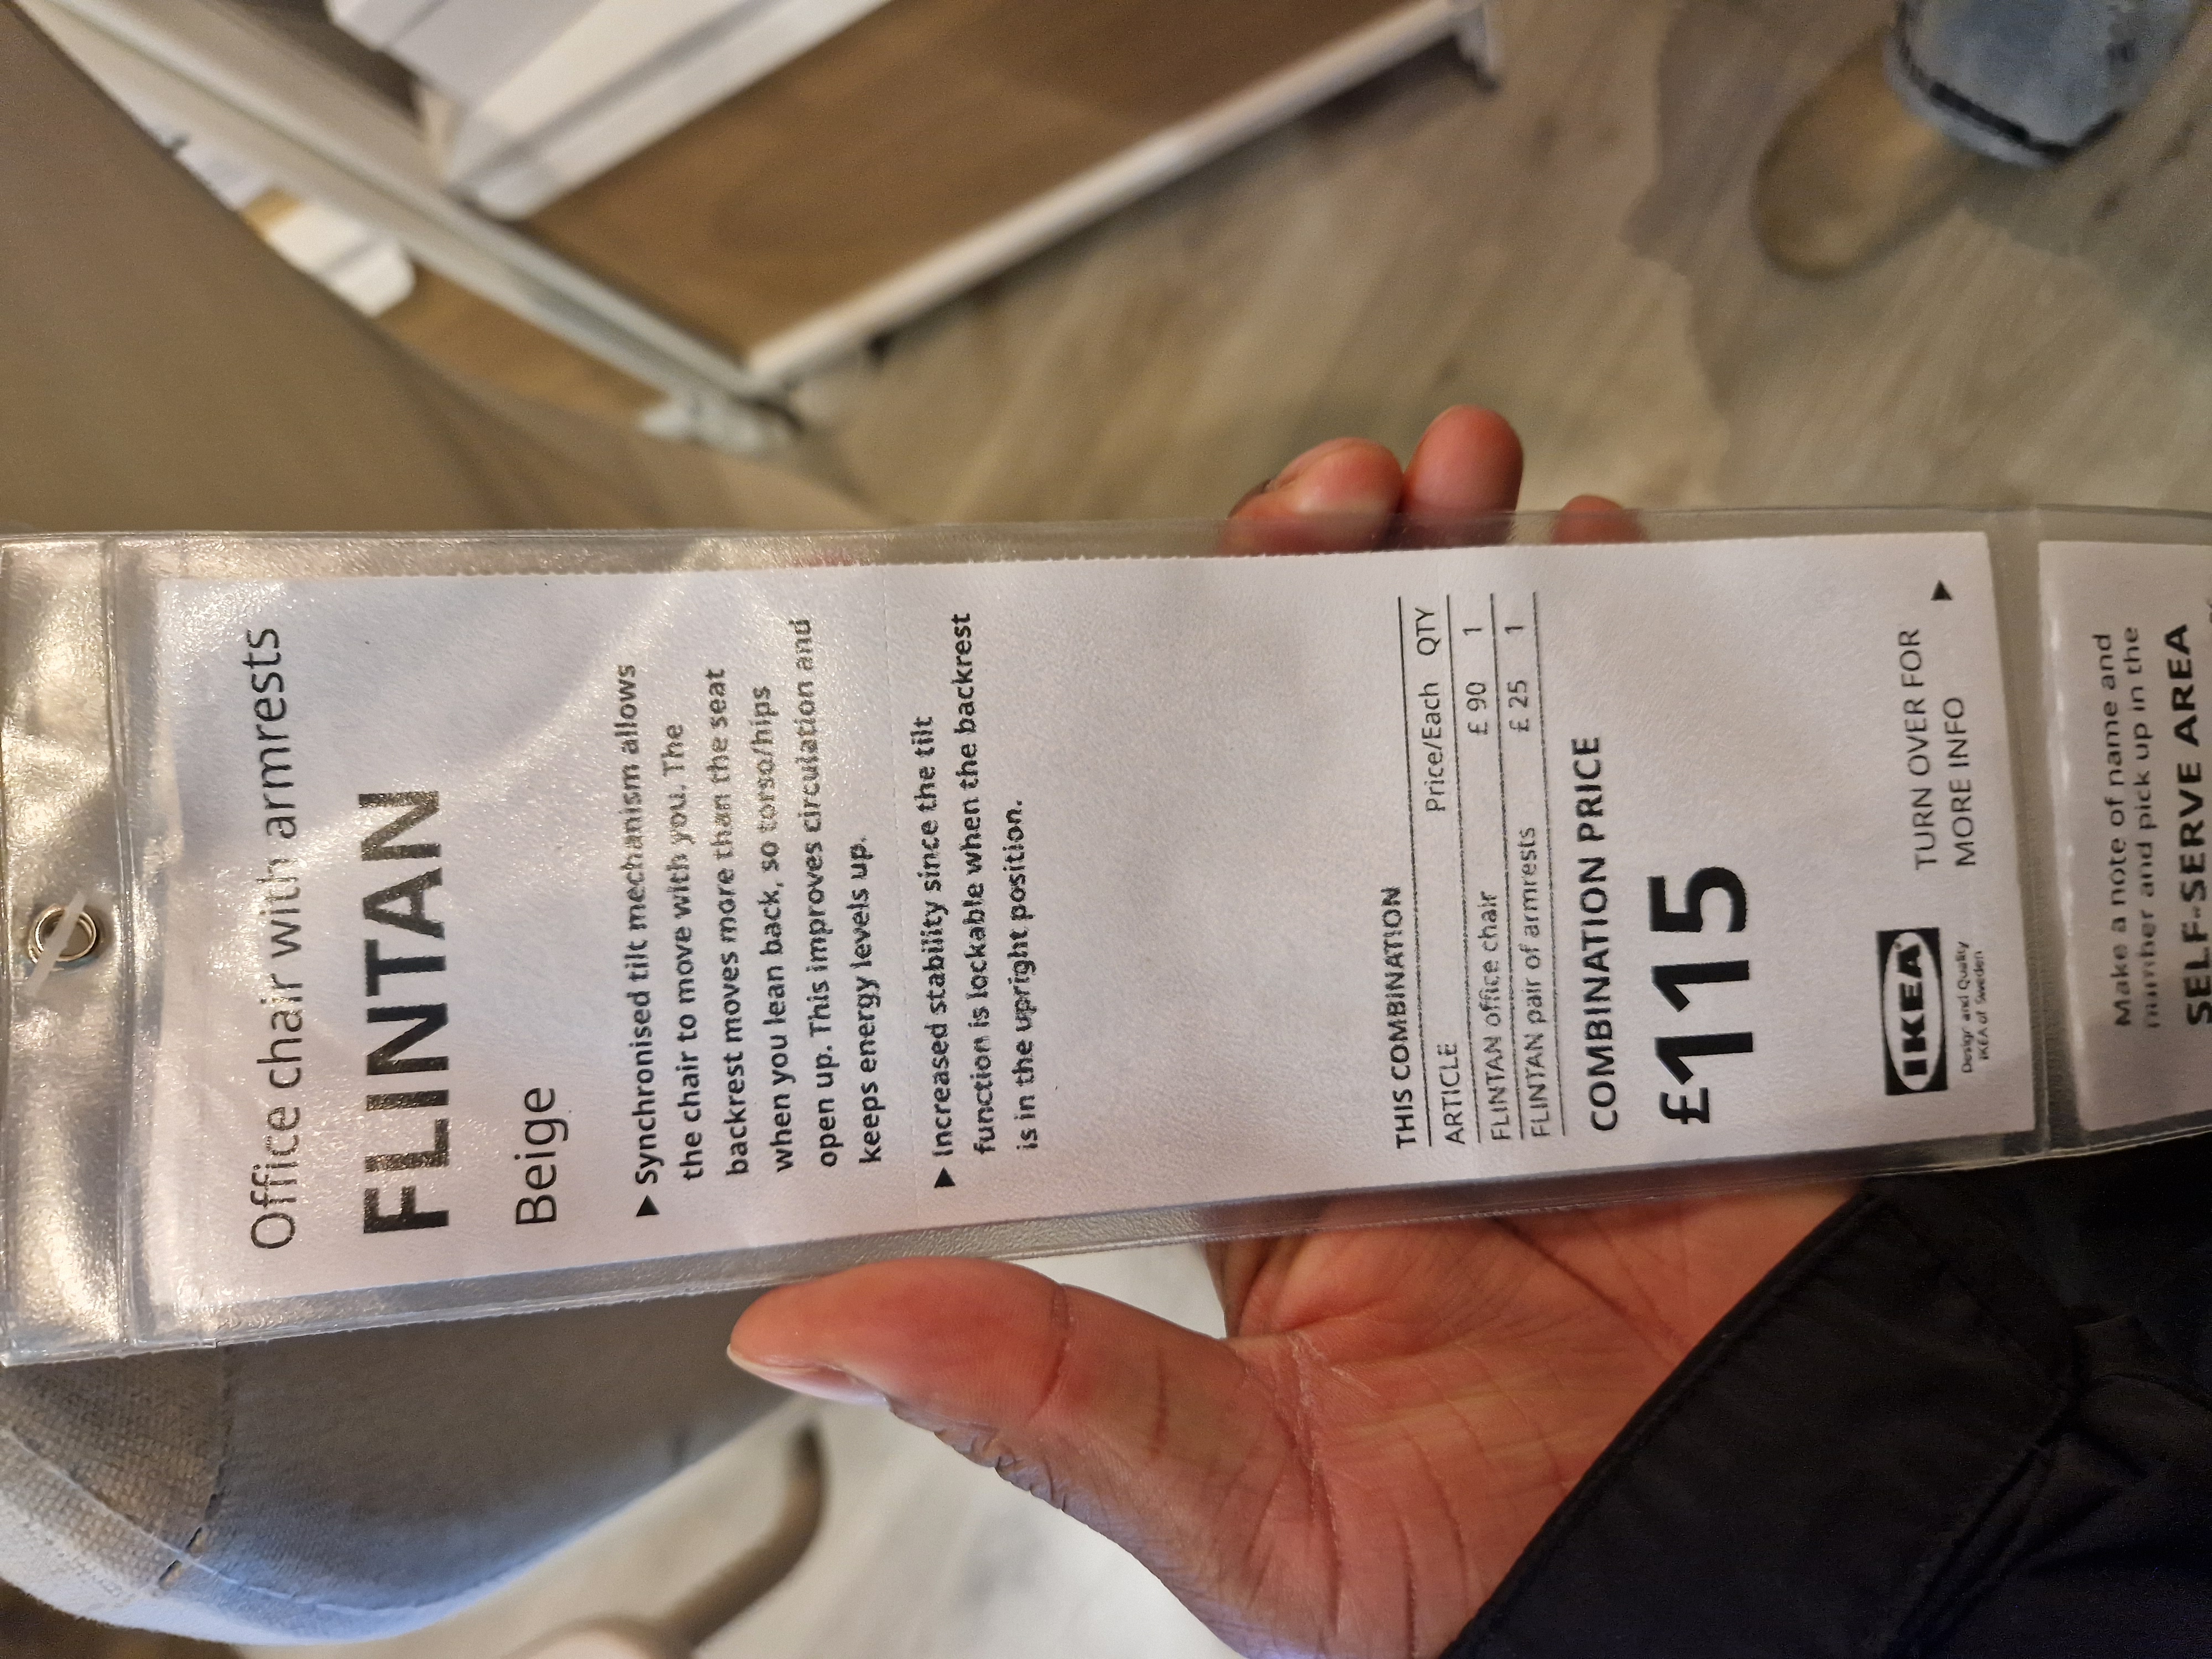 Office chair with armrests
FLINTAN
Beige
▶ Synchronised tilt mechanism allows
the chair to move with you. The
backrest moves more than the seat
when you lean back, so torso/hips
open up. This improves circulation and
keeps energy levels up.
▶ Increased stability since the tilt
function is lockable when the backrest
is in the upright position.
THIS COMBINATION
ARTICLE Price/Each QTY
FLINTAN office chair £ 90 1
FLINTAN pair of armrests £ 25 1
COMBINATION PRICE
£115
IKEA
Design and Quality
IKEA of Sweden
TURN OVER FOR
MORE INFO ▶
Make a note of name and
number and pick up in the
SELF-SERVE AREA